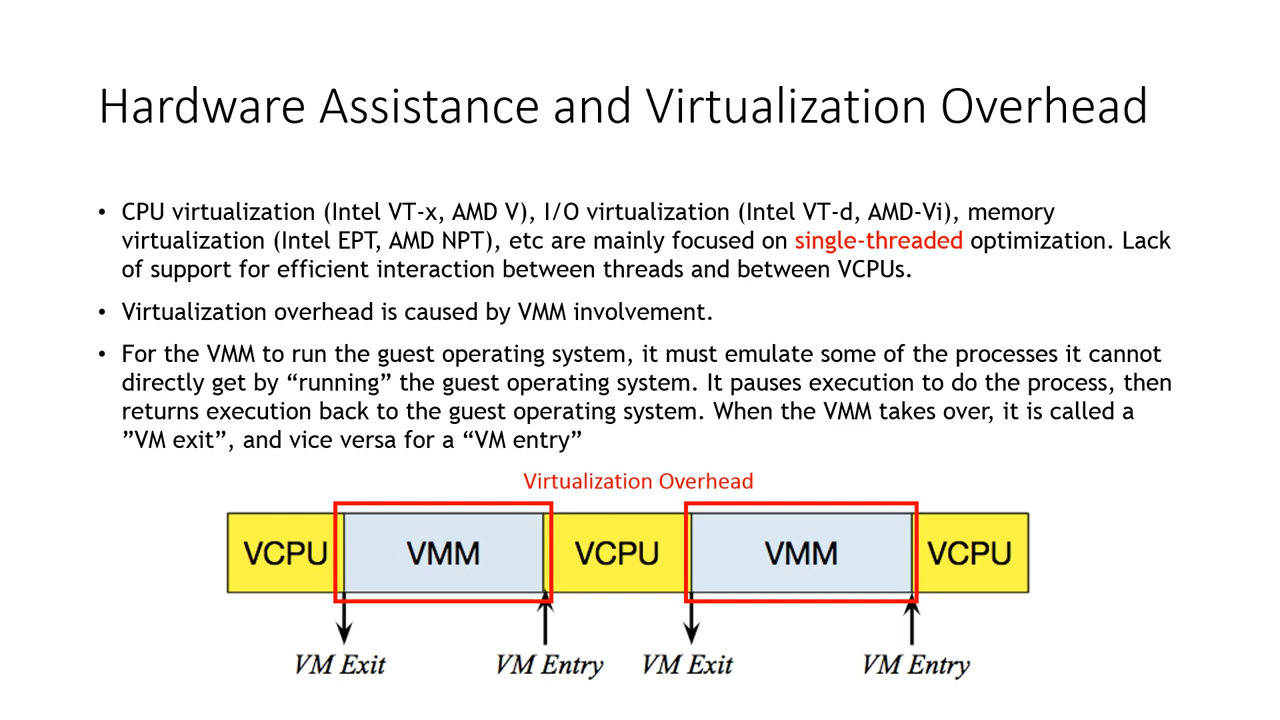 Hardware Assistance and Virtualization Overhead
• CPU virtualization (Intel VT-x, AMD V), I/O virtualization (Intel VT-d, AMD-Vi), memory
virtualization (Intel EPT, AMD NPT), etc are mainly focused on single-threaded optimization. Lack
of support for efficient interaction between threads and between VCPUs.
• Virtualization overhead is caused by VMM involvement.
• For the VMM to run the guest operating system, it must emulate some of the processes it cannot
directly get by “running” the guest operating system. It pauses execution to do the process, then
returns execution back to the guest operating system. When the VMM takes over, it is called a
”VM exit”, and vice versa for a “VM entry”
Virtualization Overhead
VCPU VMM VCPU VMM VCPU
VM Exit VM Entry VM Exit VM Entry